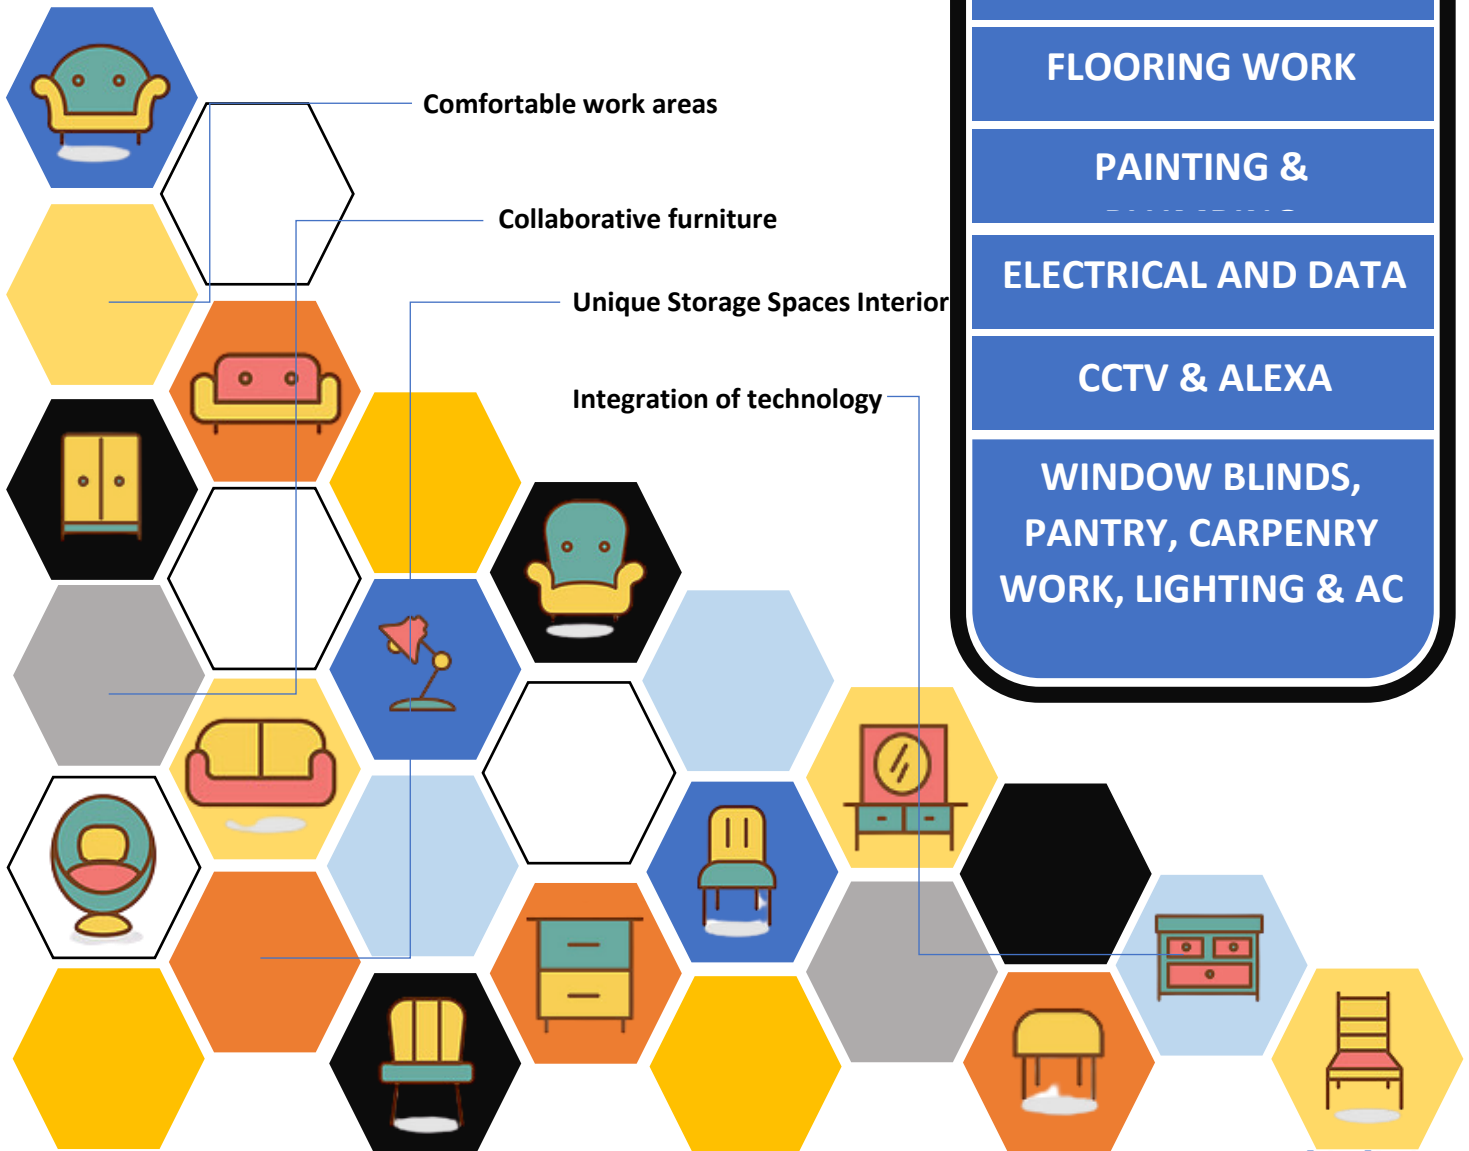 Comfortable work areas
Collaborative furniture
Unique Storage Spaces Interior
Integration of technology
FLOORING WORK
PAINTING &
ELECTRICAL AND DATA
CCTV & ALEXA
WINDOW BLINDS,
PANTRY, CARPENRY
WORK, LIGHTING & AC